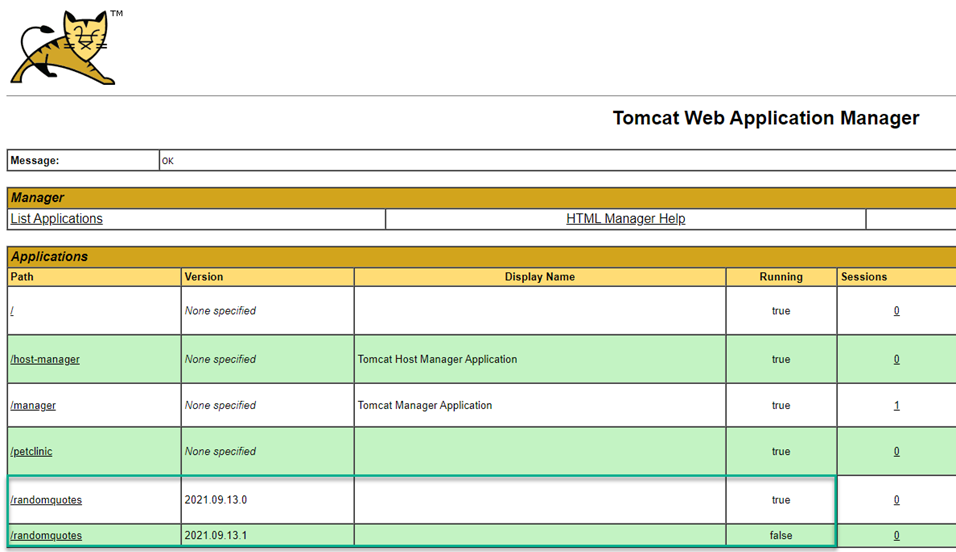 TM
Tomcat Web Application Manager
Message: OK
Manager
List Applications HTML Manager Help
Applications
Path Version Display Name Running Sessions
/ None specified true 0
/host-manager None specified Tomcat Host Manager Application true 0
/manager None specified Tomcat Manager Application true 1
/petclinic None specified true 0
/randomquotes 2021.09.13.0 true 0
/randomquotes 2021.09.13.1 false 0